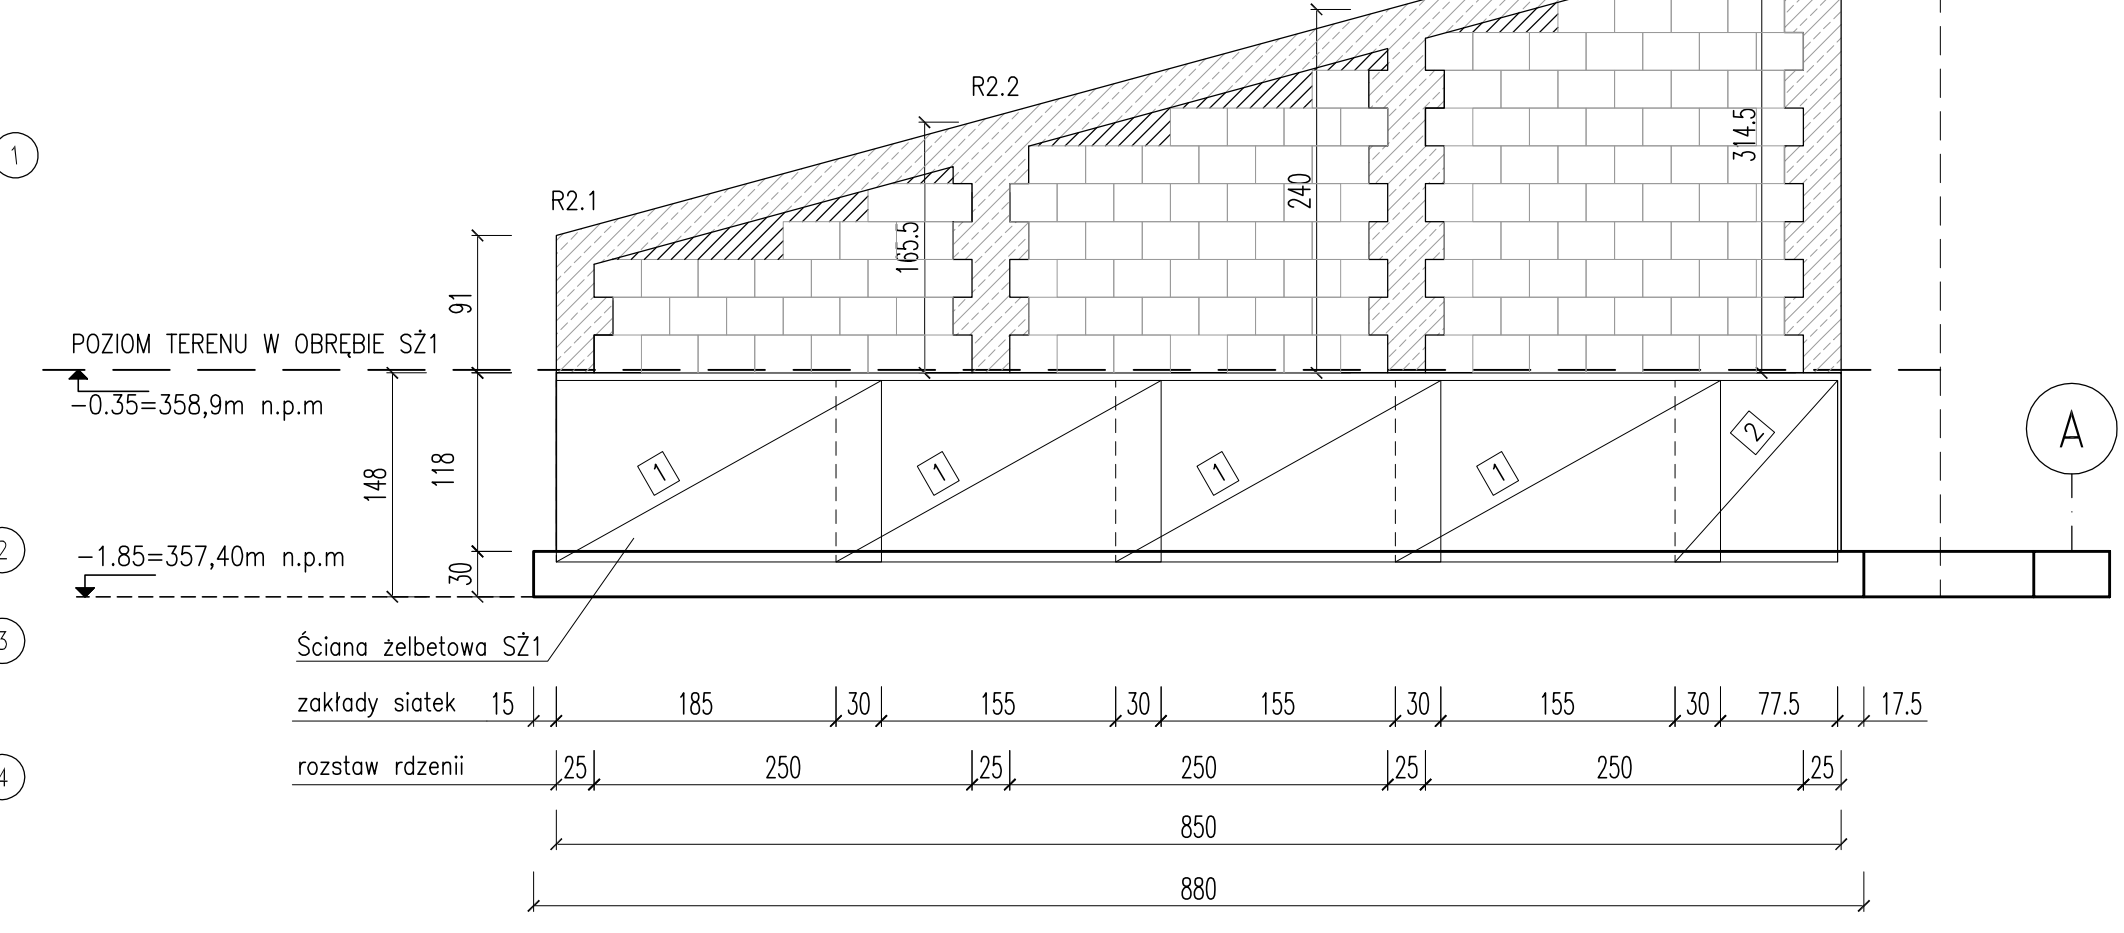 240
R2.2
314.5
1
R2.1
165.5
91
POZIOM TERENU W OBRĘBIE SŻ1
-0.35=358,9m n.p.m
A
2
148
118
1
1
1
1
2
-1.85=357,40m n.p.m
30
3
Ściana żelbetowa SŻ1
zakłady siatek 15 185 30 155 30 155 30 155 30 77.5 17.5
4
rozstaw rdzenii 25 250 25 250 25 250 25
850
880